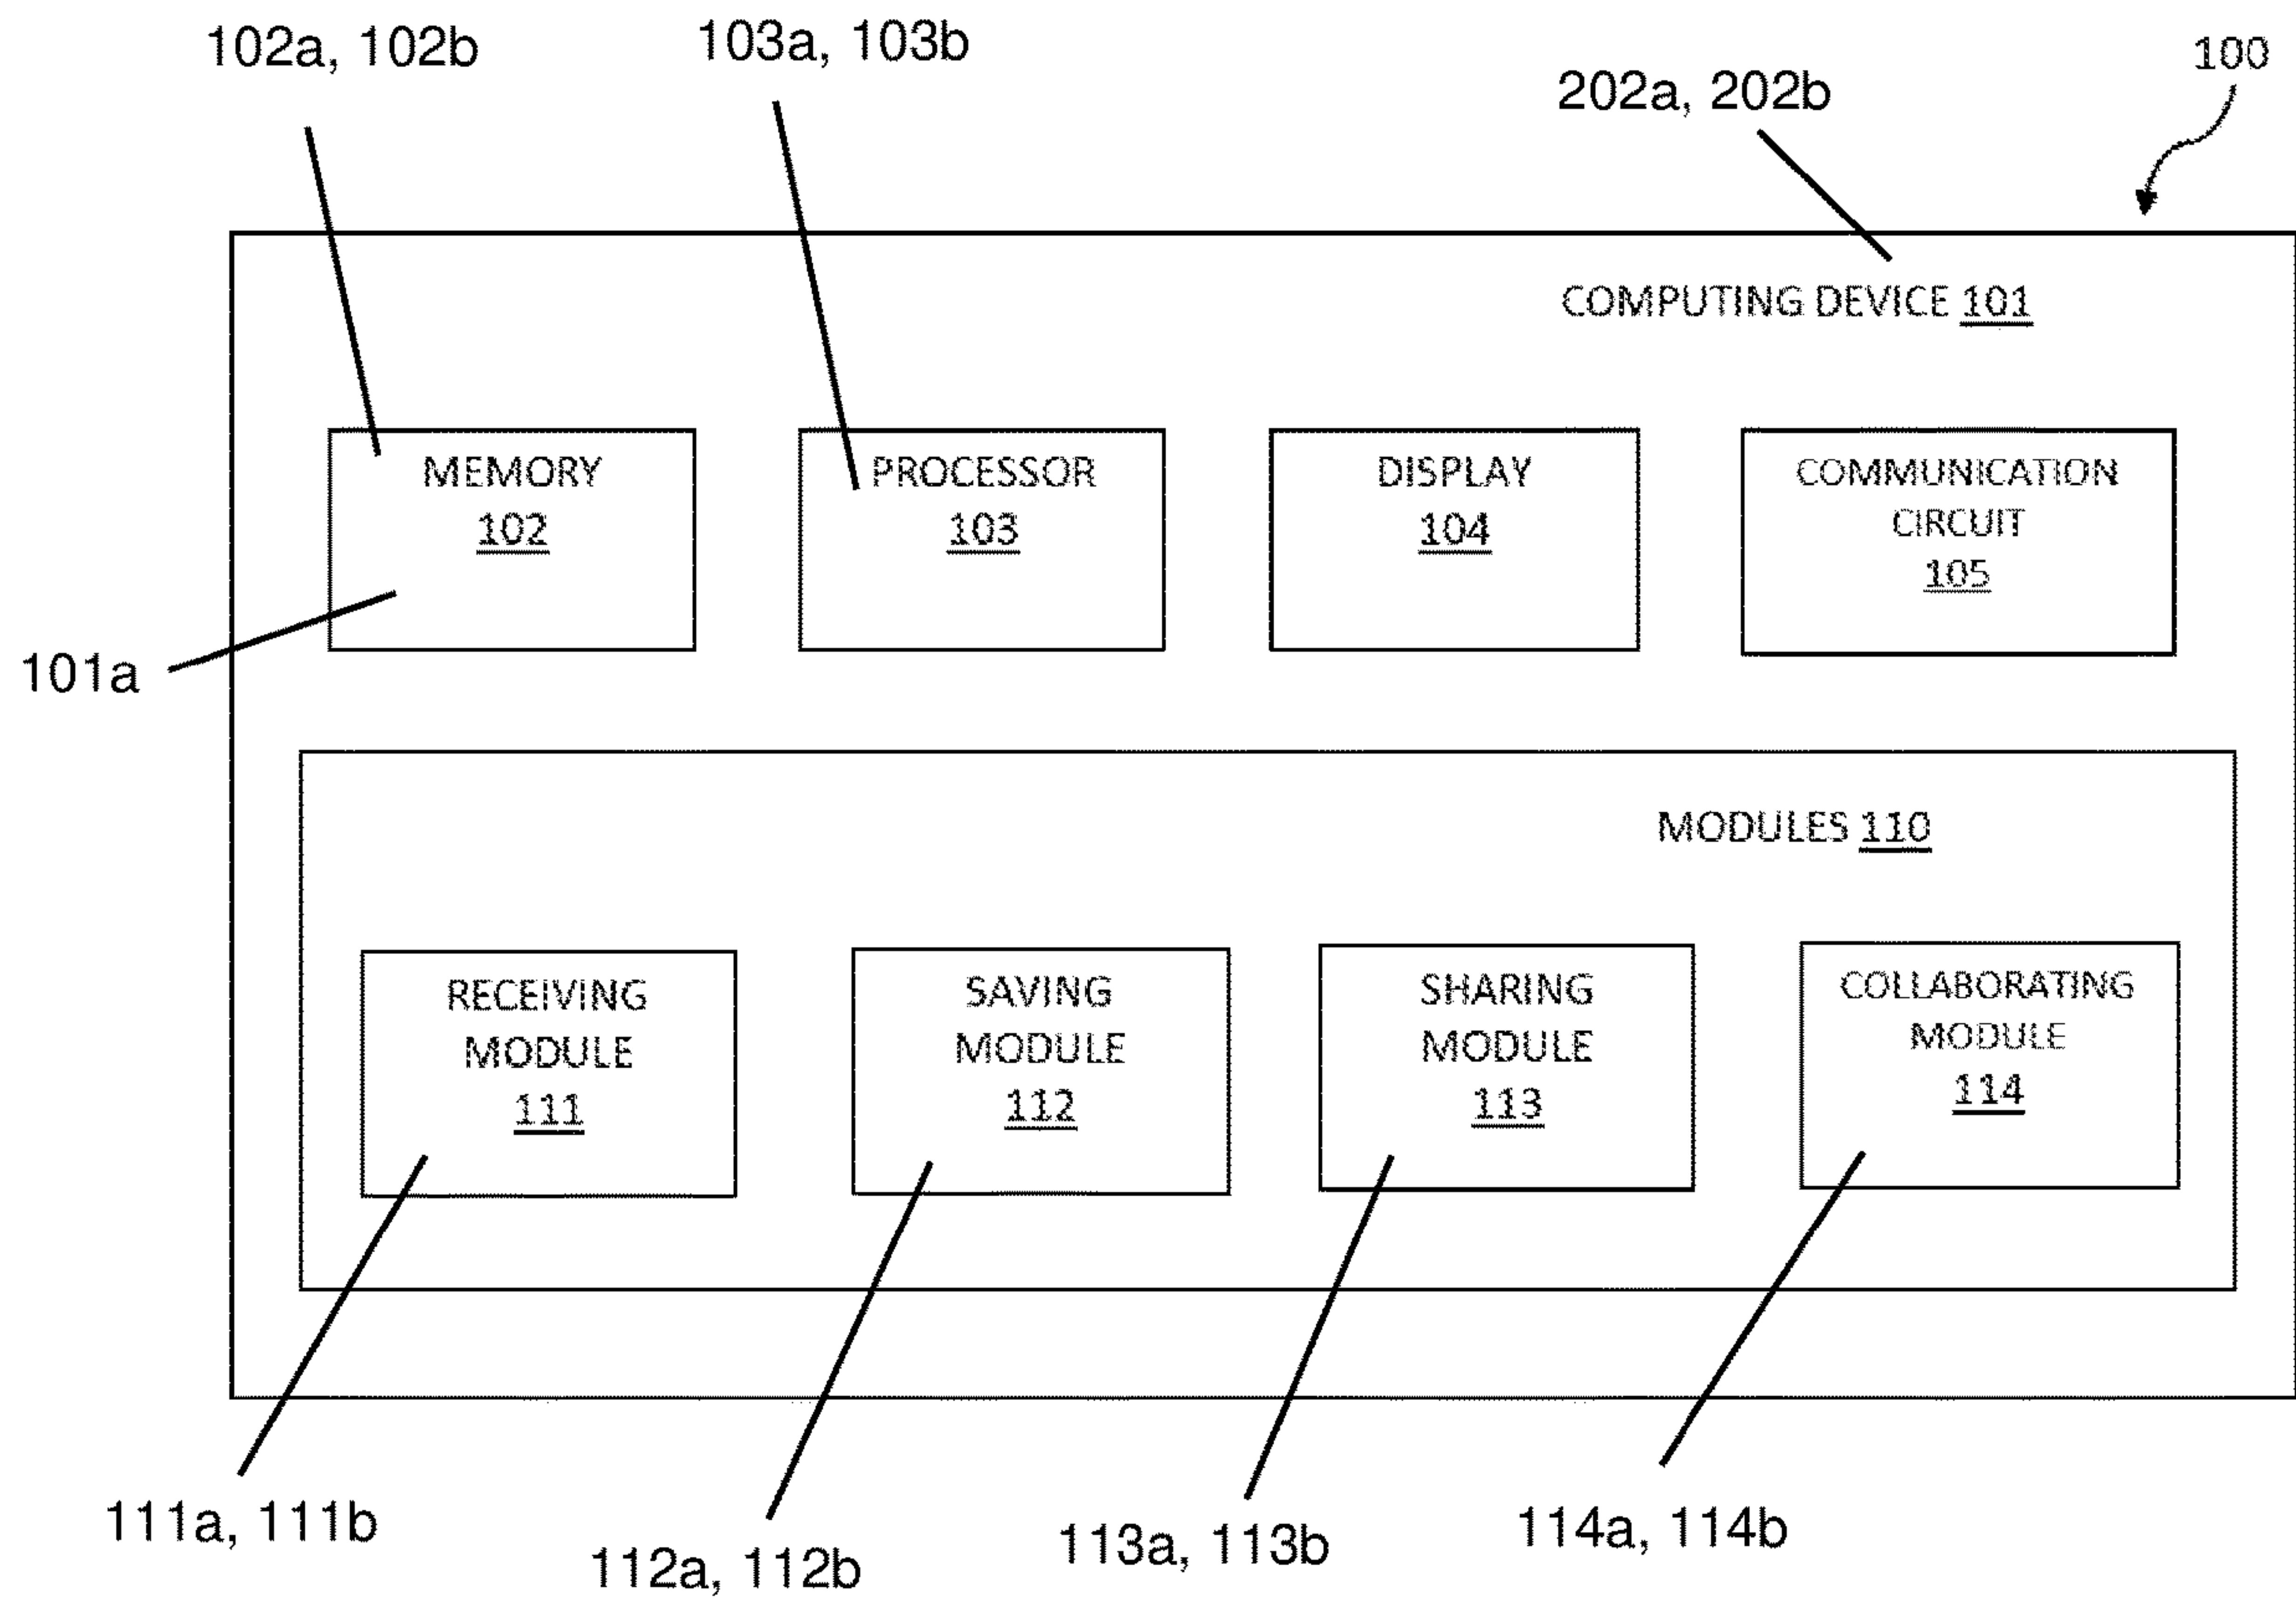 102a, 102b
103a, 103b
202a, 202b
100
COMPUTING DEVICE 101
MEMORY
102
PROCESSOR
103
DISPLAY
104
COMMUNICATION
CIRCUIT
105
101a
MODULES 110
RECEIVING
MODULE
111
SAVING
MODULE
112
SHARING
MODULE
113
COLLABORATING
MODULE
114
111a, 111b
112a, 112b
113a, 113b
114a, 114b